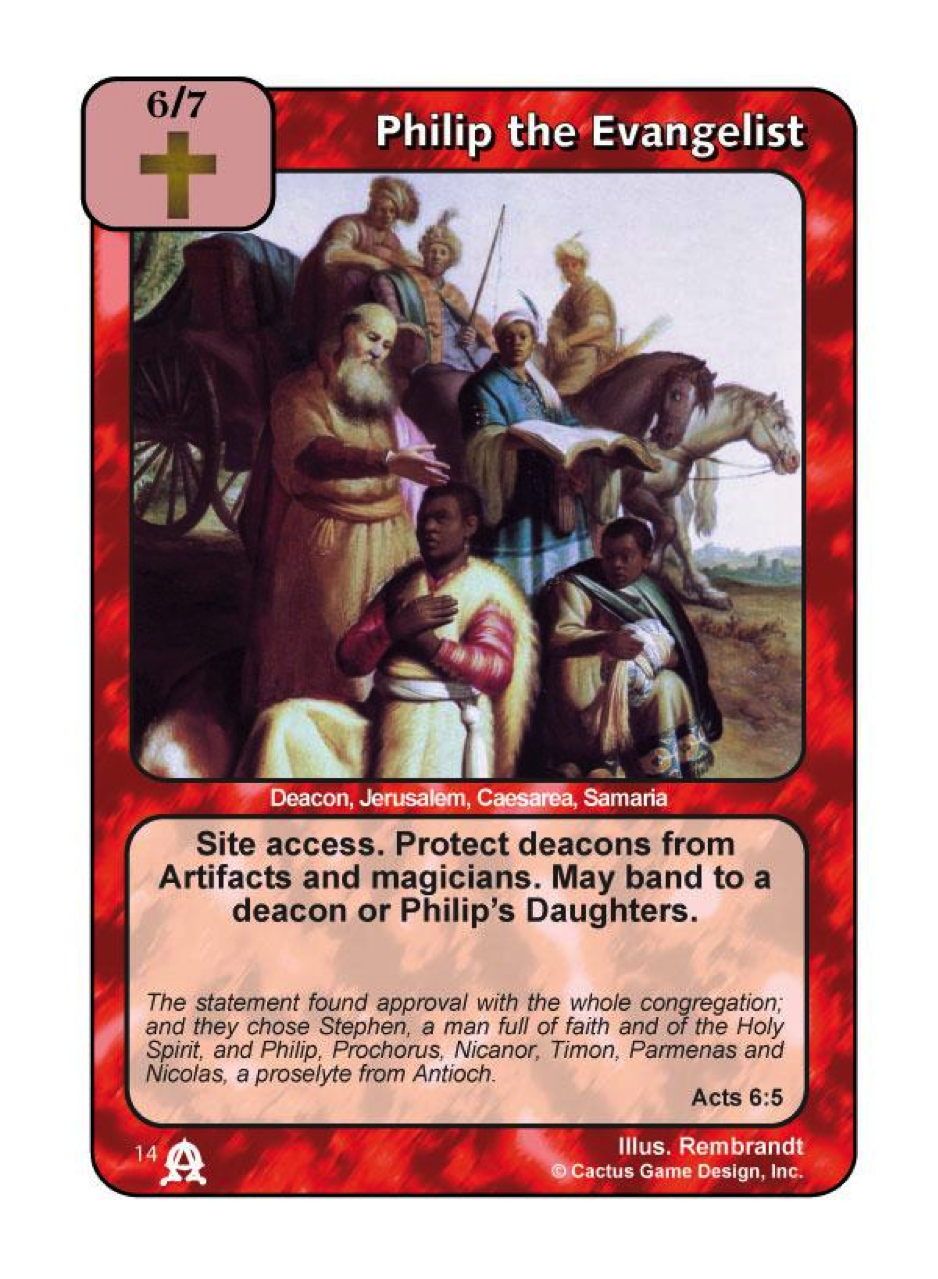 6/7
Philip the Evangelist
Deacon, Jerusalem, Caesarea, Samaria
Site access. Protect deacons from
Artifacts and magicians. May band to a
deacon or Philip's Daughters.
The statement found approval with the whole congregation;
and they chose Stephen, a man full of faith and of the Holy
Spirit, and Philip, Prochorus, Nicanor, Timon, Parmenas and
Nicolas, a proselyte from Antioch.
Acts 6:5
14
Illus. Rembrandt
© Cactus Game Design, Inc.